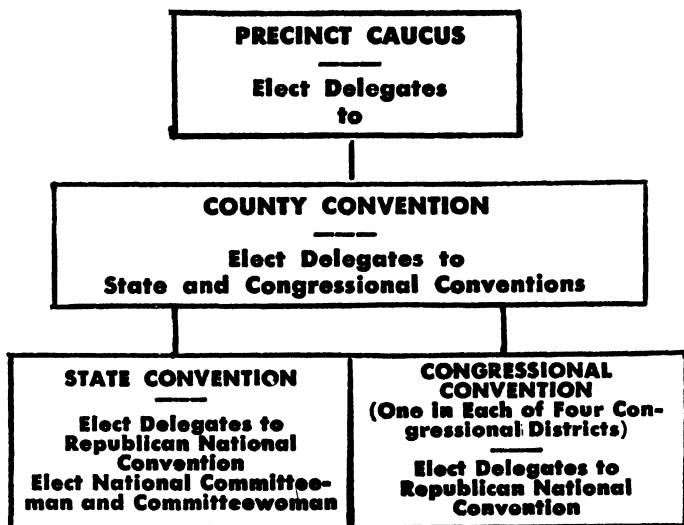 PRECINCT CAUCUS
Elect Delegates
to
COUNTY CONVENTION
Elect Delegates to
State and Congressional Conventions
STATE CONVENTION
Elect Delegates to
Republican National
Convention
Elect National Committee-
man and Committeewoman
CONGRESSIONAL
CONVENTION
(One in Each of Four Con-
gressional Districts)
Elect Delegates to
Republican National
Convention